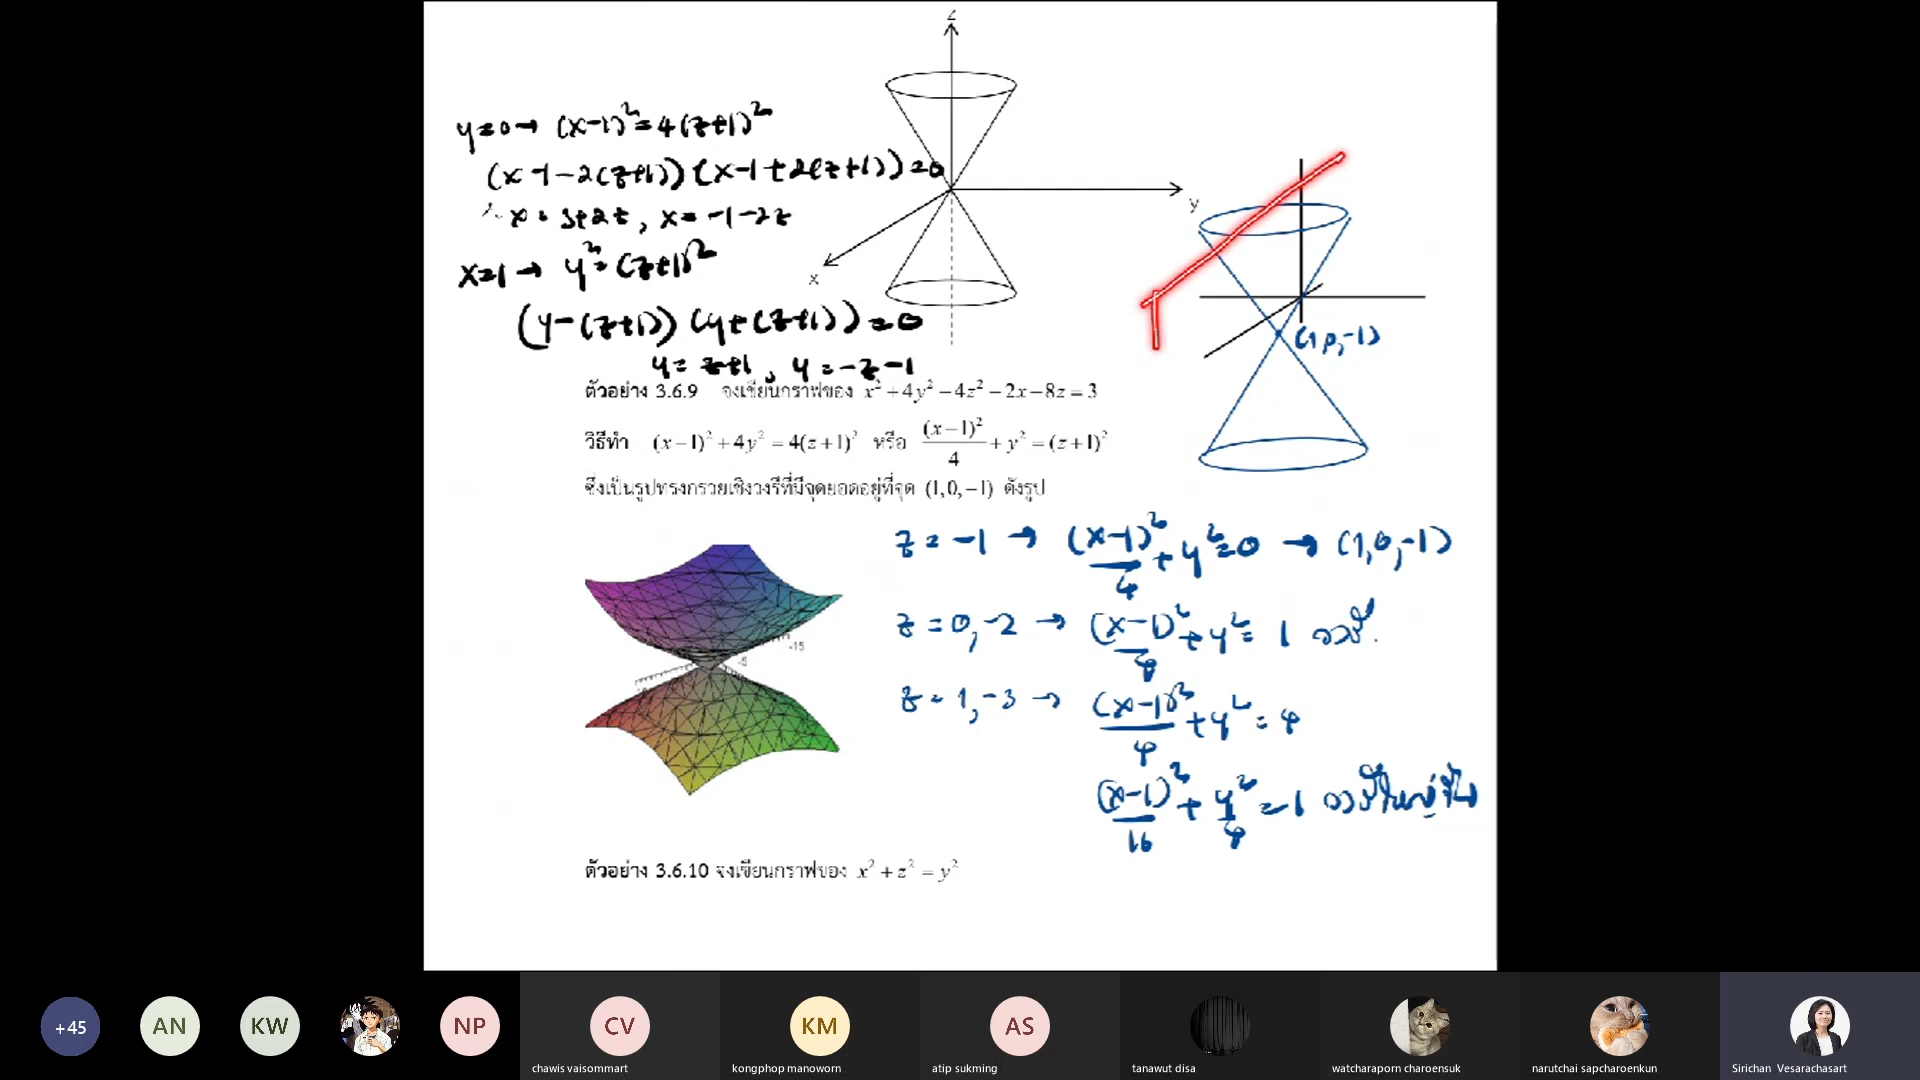 z
y=0→ (x-1)²=4(z+1)²
(x-1-2(z+1))(x-1+2(z+1))=0
∴ x= 3+2z, x= -1-2z
y
x=1 → y²=(z+1)²
x
(y-(z+1))(y+(z+1))=0
y= z+1, y=-z-1
(1,0,-1)
ตัวอย่าง 3.6.9 จงเขียนกราฟของ x²+4y²-4z²-2x-8z=3
วิธีทำ (x-1)²+4y²=4(z+1)² หรือ (x-1)²/4+y²=(z+1)²
ซึ่งเป็นรูปทรงกรวยเชิงวงรีที่มีจุดยอดอยู่ที่จุด (1,0,-1) ดังรูป
z=-1 → (x-1)²/4+y²=0 → (1,0,-1)
z=0,-2 → (x-1)²/4+y²=1 วงรี
z=1,-3 → (x-1)²/4+y²=4
(x-1)²/16+y²/4=1 วงรีใหญ่ขึ้น
-15
-5
ตัวอย่าง 3.6.10 จงเขียนกราฟของ x²+z²=y²
+45
AN
KW
NP
CV
KM
AS
chawis vaisommart
kongphop manoworn
atip sukming
tanawut disa
watcharaporn charoensuk
narutchai sapcharoenkun
Sirichan Vesarachasart